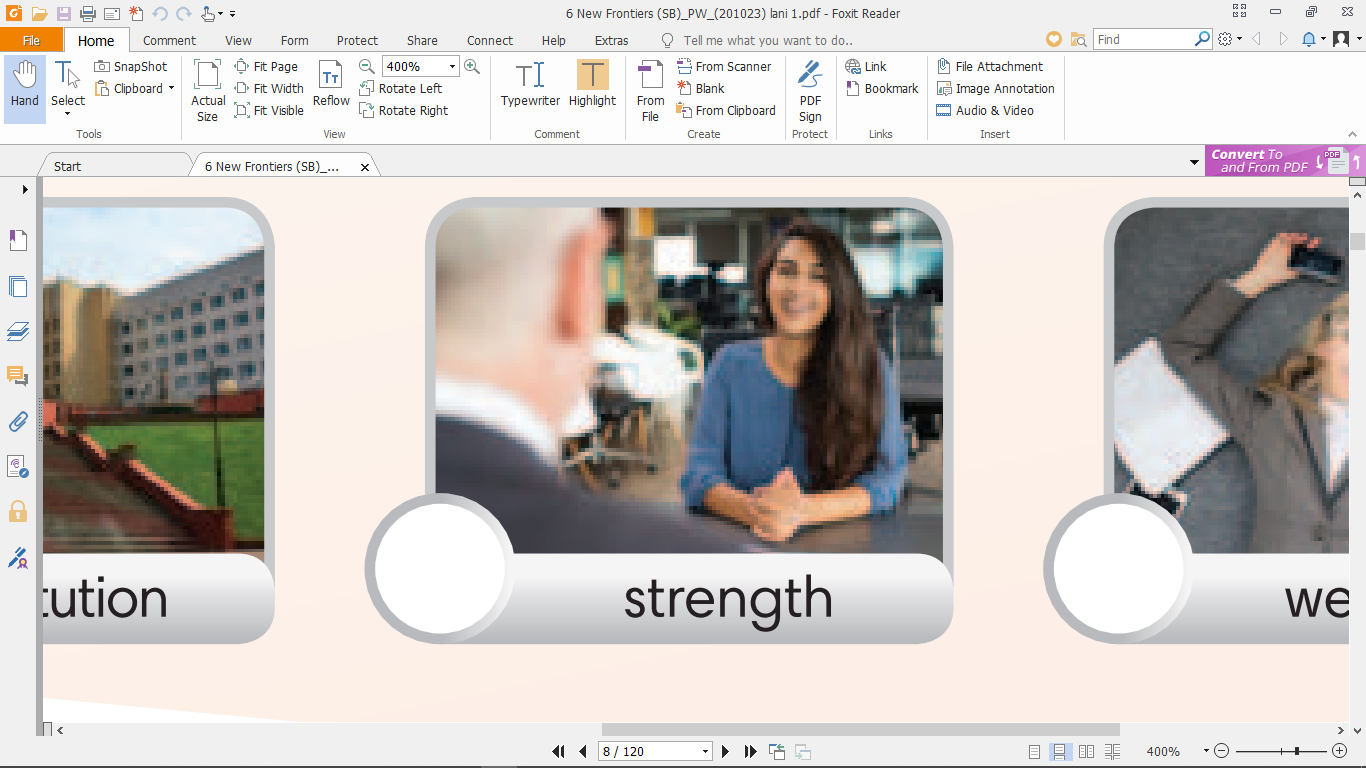 6 New Frontiers (SB)_PW_(201023) lani 1.pdf - Foxit Reader
File Home Comment View Form Protect Share Connect Help Extras Tell me what you want to do.. Find
Hand
Select
SnapShot
Clipboard
Tools
Actual Size
Fit Page
Fit Width
Fit Visible
Reflow
400%
Rotate Left
Rotate Right
View
Typewriter
Highlight
Comment
From File
From Scanner
Blank
From Clipboard
Create
PDF Sign
Protect
Link
Bookmark
Links
File Attachment
Image Annotation
Audio & Video
Insert
Start
6 New Frontiers (SB)_...
Convert To
and From PDF
PDF
tution
strength
we
8 / 120
400%